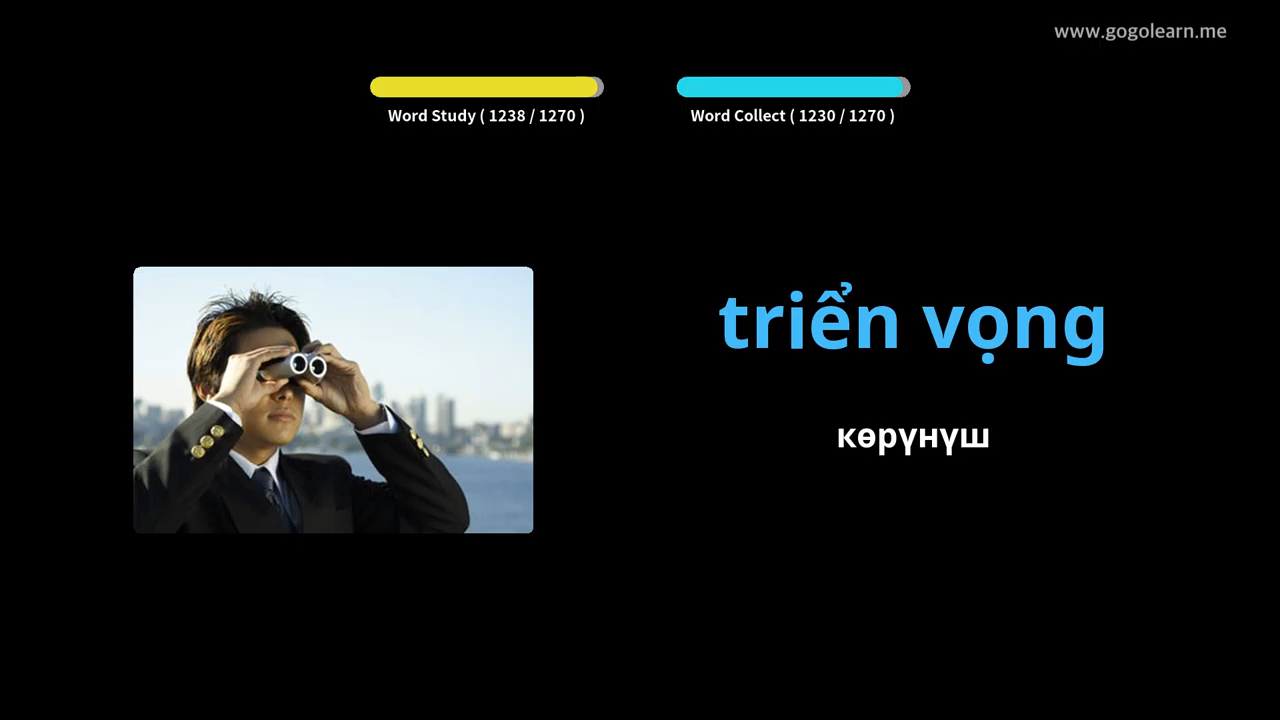 www.gogolearn.me
Word Study ( 1238 / 1270 )
Word Collect ( 1230 / 1270 )
triển vọng
көрүнүш